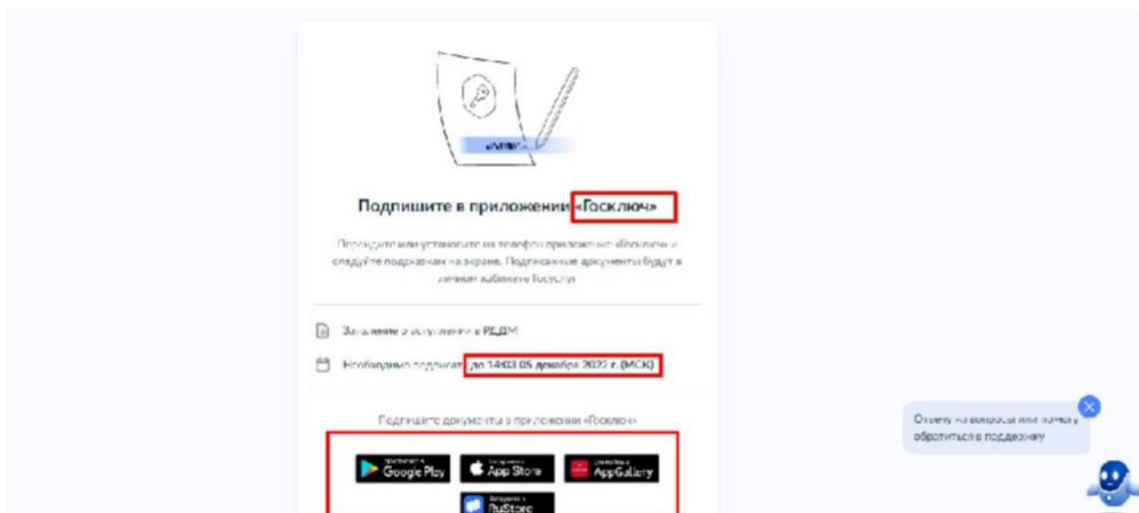 Подпишите в приложении «Госключ»
Перейдите или установите на телефон приложение «Госключ» и
следуйте подсказкам на экране. Подписанные документы будут в
личном кабинете Госуслуг
Заявление о вступлении в РДДМ
Необходимо подписать до 14:03 05 декабря 2022 г. (МСК)
Подпишите документы в приложении «Госключ»
Google Play
App Store
AppGallery
RuStore
Отвечу на вопросы или помогу
обратиться в поддержку